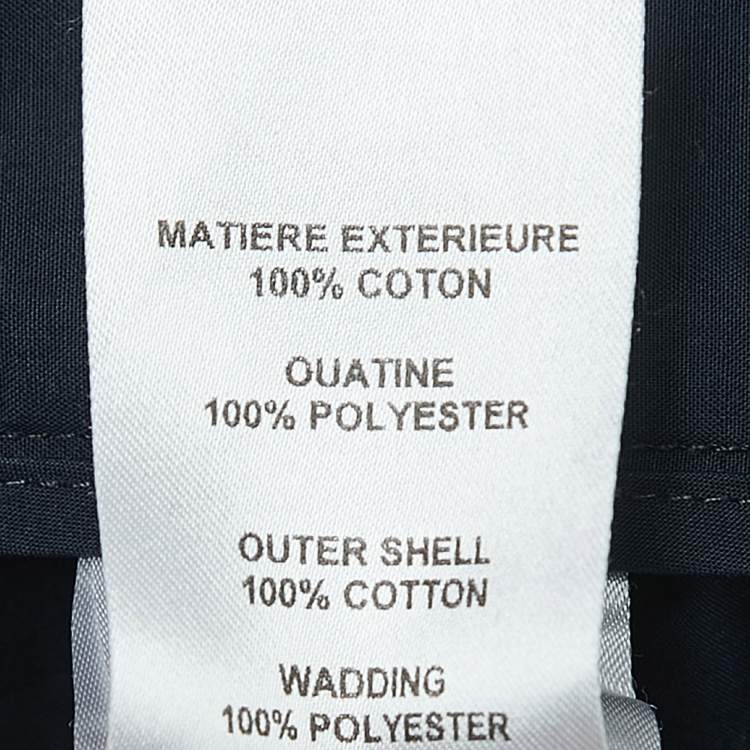 MATIERE EXTERIEURE
100% COTON
OUATINE
100% POLYESTER
OUTER SHELL
100% COTTON
WADDING
100% POLYESTER